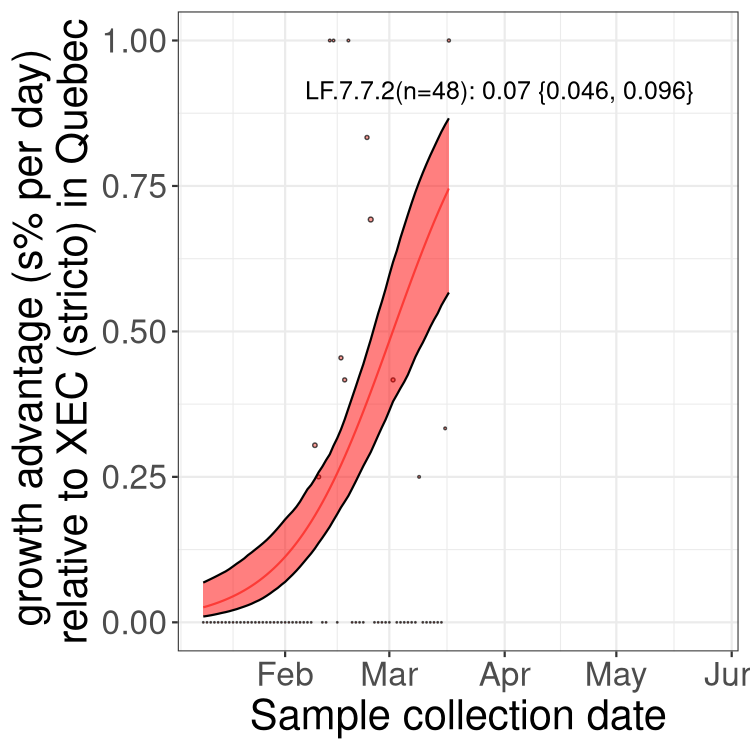 growth advantage (s% per day)
relative to XEC (stricto) in Quebec
1.00
0.75
0.50
0.25
0.00
LF.7.7.2(n=48): 0.07 {0.046, 0.096}
Feb Mar Apr May Jun
Sample collection date